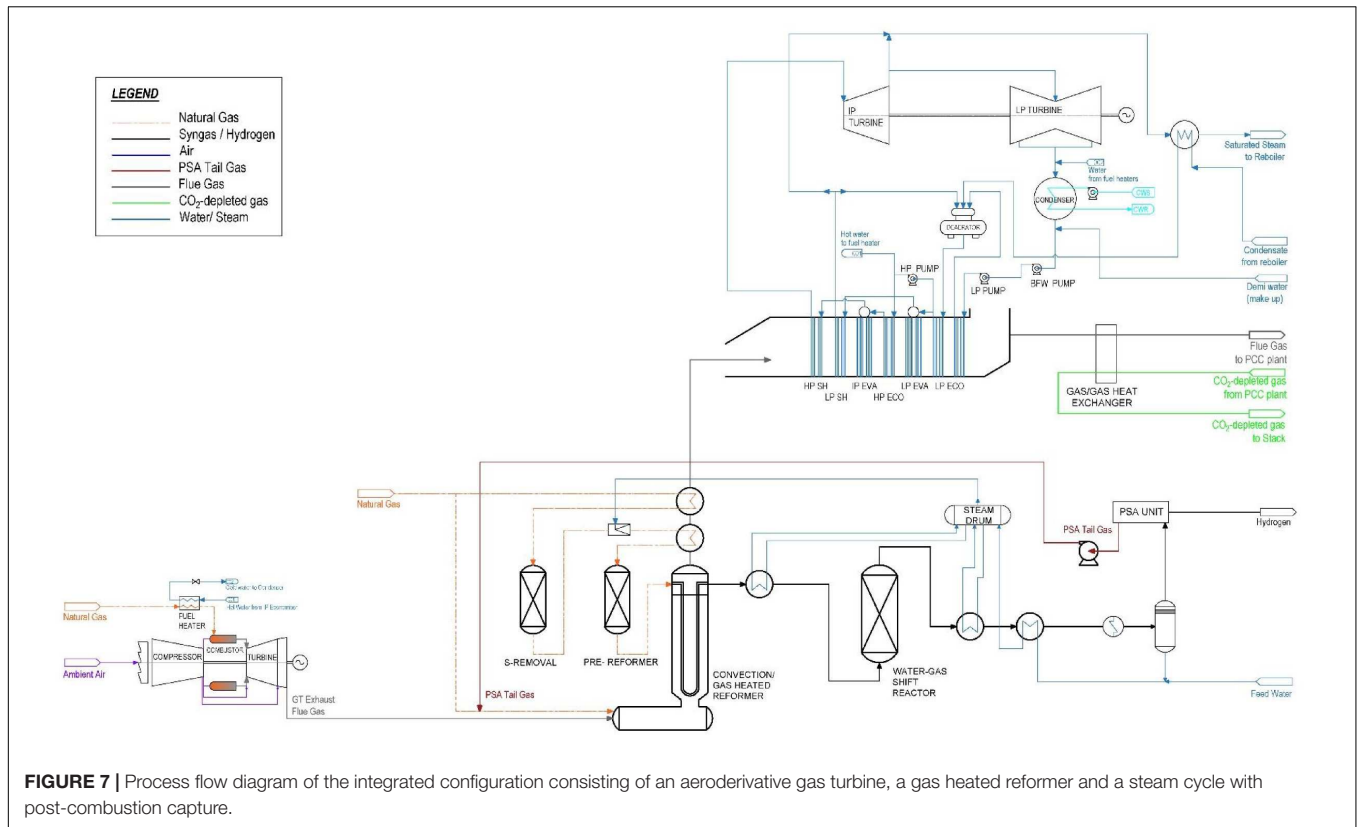 LEGEND
Natural Gas
Syngas / Hydrogen
Air
PSA Tail Gas
Flue Gas
CO2-depleted gas
Water/ Steam
IP
TURBINE
LP TURBINE
Saturated Steam
to Reboiler
Water
from fuel heaters
CONDENSER
CWS
CWR
DEAERATOR
Hot water
to fuel heater
HP PUMP
LP PUMP
BFW PUMP
Condensate
from reboiler
Demi water
(make up)
HP SH
LP SH
IP EVA
HP ECO
LP EVA
LP ECO
GAS/GAS HEAT
EXCHANGER
Flue Gas
to PCC plant
CO2-depleted gas
from PCC plant
CO2-depleted gas
to Stack
Natural Gas
STEAM
DRUM
PSA Tail Gas
PSA UNIT
Hydrogen
Natural Gas
FUEL
HEATER
COMPRESSOR
COMBUSTOR
TURBINE
Ambient Air
GT Exhaust
Flue Gas
S-REMOVAL
PRE- REFORMER
PSA Tail Gas
CONVECTION/
GAS HEATED
REFORMER
WATER-GAS
SHIFT
REACTOR
Feed Water
FIGURE 7 | Process flow diagram of the integrated configuration consisting of an aeroderivative gas turbine, a gas heated reformer and a steam cycle with
post-combustion capture.